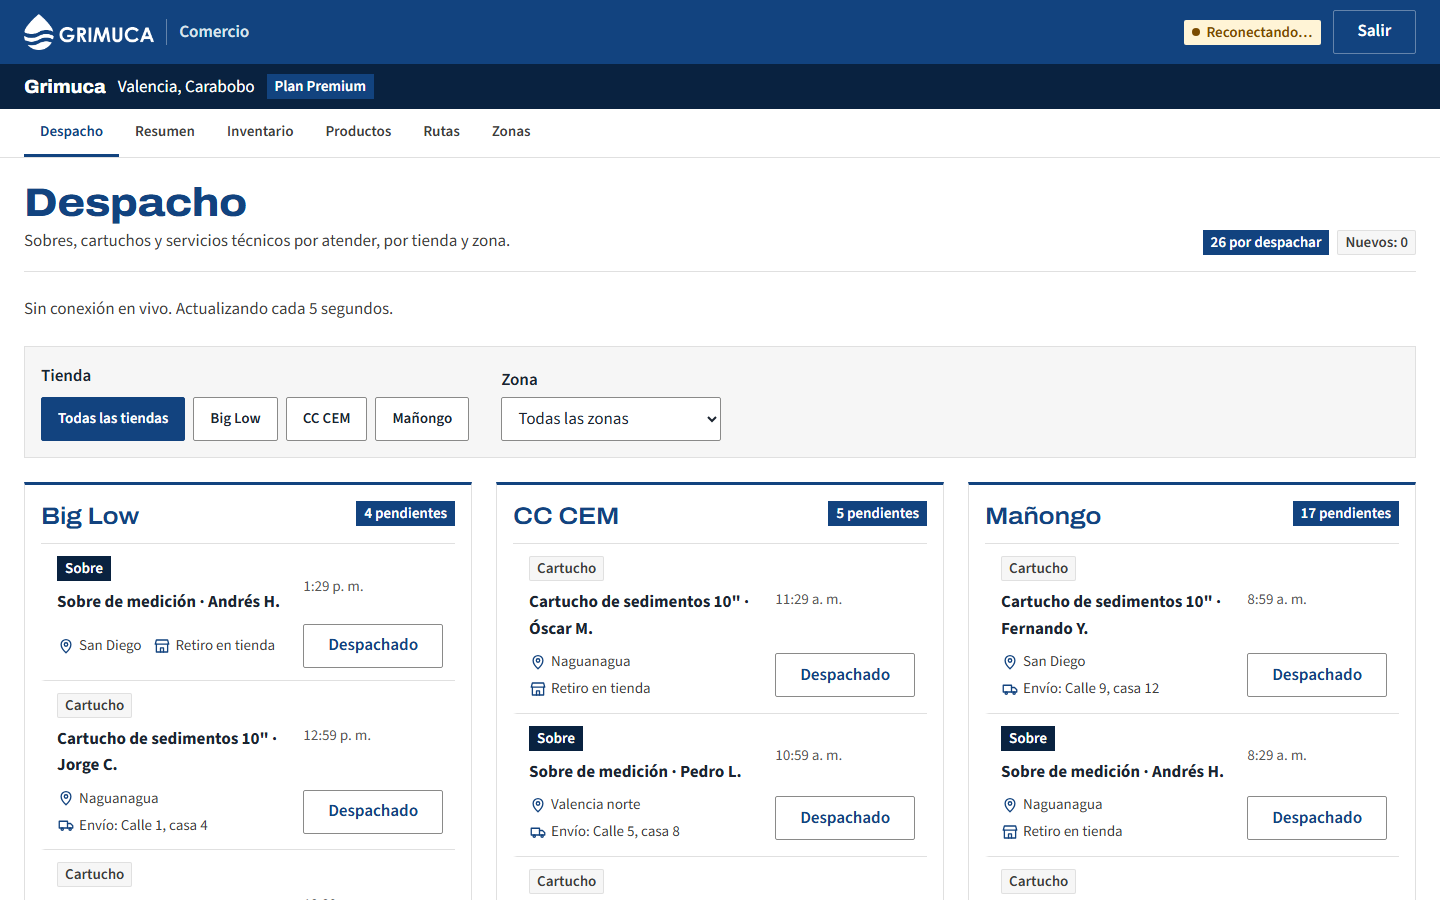 GRIMUCA
Comercio
Reconectando...
Salir
Grimuca
Valencia, Carabobo
Plan Premium
Despacho
Resumen
Inventario
Productos
Rutas
Zonas
Despacho
Sobres, cartuchos y servicios técnicos por atender, por tienda y zona.
26 por despachar
Nuevos: 0
Sin conexión en vivo. Actualizando cada 5 segundos.
Tienda
Todas las tiendas
Big Low
CC CEM
Mañongo
Zona
Todas las zonas
Big Low
4 pendientes
Sobre
Sobre de medición · Andrés H.
San Diego
Retiro en tienda
1:29 p. m.
Despachado
Cartucho
Cartucho de sedimentos 10" ·
Jorge C.
Naguanagua
Envío: Calle 1, casa 4
12:59 p. m.
Despachado
Cartucho
CC CEM
5 pendientes
Cartucho
Cartucho de sedimentos 10" ·
Óscar M.
Naguanagua
Retiro en tienda
11:29 a. m.
Despachado
Sobre
Sobre de medición · Pedro L.
Valencia norte
Envío: Calle 5, casa 8
10:59 a. m.
Despachado
Cartucho
Mañongo
17 pendientes
Cartucho
Cartucho de sedimentos 10" ·
Fernando Y.
San Diego
Envío: Calle 9, casa 12
8:59 a. m.
Despachado
Sobre
Sobre de medición · Andrés H.
Naguanagua
Retiro en tienda
8:29 a. m.
Despachado
Cartucho